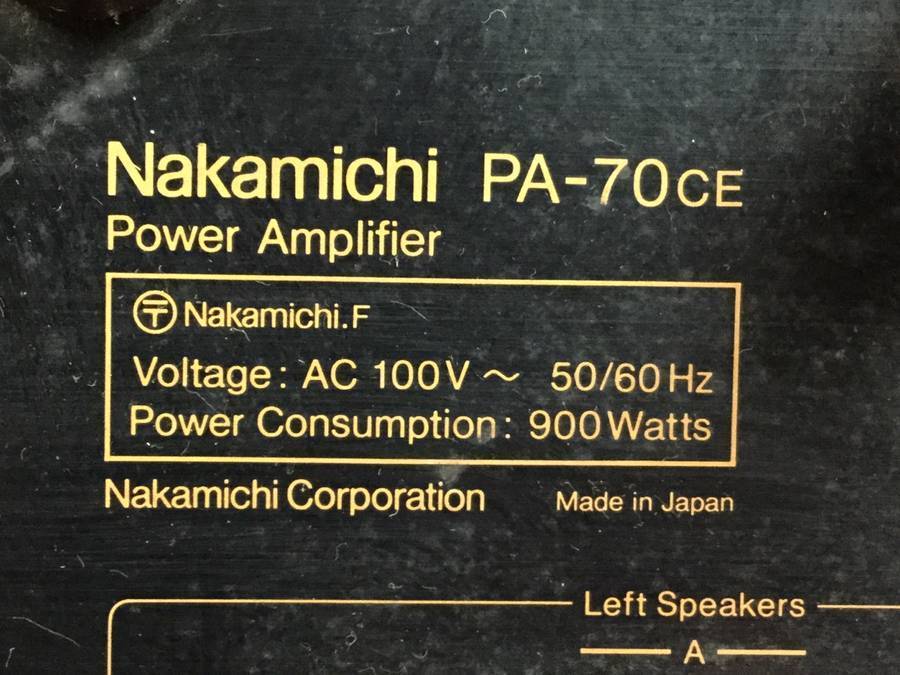 Nakamichi PA-70CE
Power Amplifier
〒 Nakamichi.F
Voltage: AC 100V ～ 50/60Hz
Power Consumption: 900Watts
Nakamichi Corporation Made in Japan
Left Speakers
A